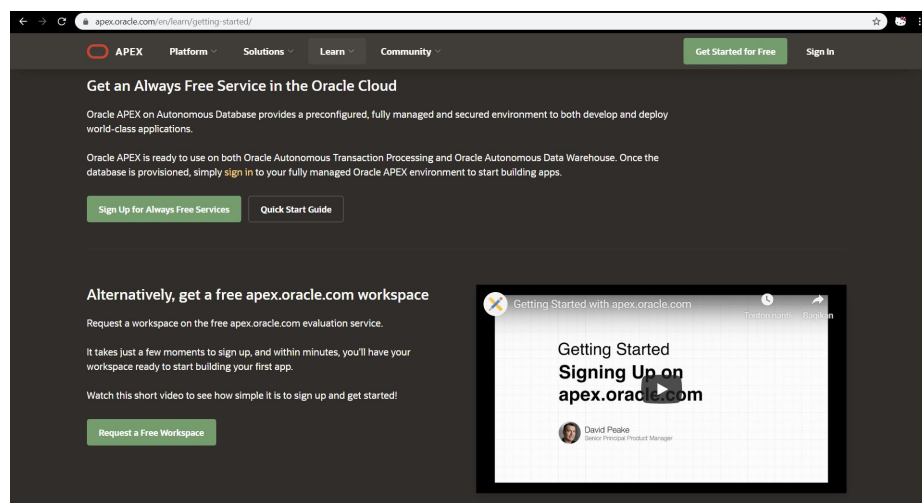 apex.oracle.com/en/learn/getting-started/
APEX Platform Solutions Learn Community Get Started for Free Sign In
Get an Always Free Service in the Oracle Cloud
Oracle APEX on Autonomous Database provides a preconfigured, fully managed and secured environment to both develop and deploy
world-class applications.
Oracle APEX is ready to use on both Oracle Autonomous Transaction Processing and Oracle Autonomous Data Warehouse. Once the
database is provisioned, simply sign in to your fully managed Oracle APEX environment to start building apps.
Sign Up for Always Free Services Quick Start Guide
Alternatively, get a free apex.oracle.com workspace
Request a workspace on the free apex.oracle.com evaluation service.
It takes just a few moments to sign up, and within minutes, you'll have your
workspace ready to start building your first app.
Watch this short video to see how simple it is to sign up and get started!
Request a Free Workspace
Getting Started with apex.oracle.com
Tonton nanti Bagikan
Getting Started
Signing Up on
apex.oracle.com
David Peake
Senior Principal Product Manager